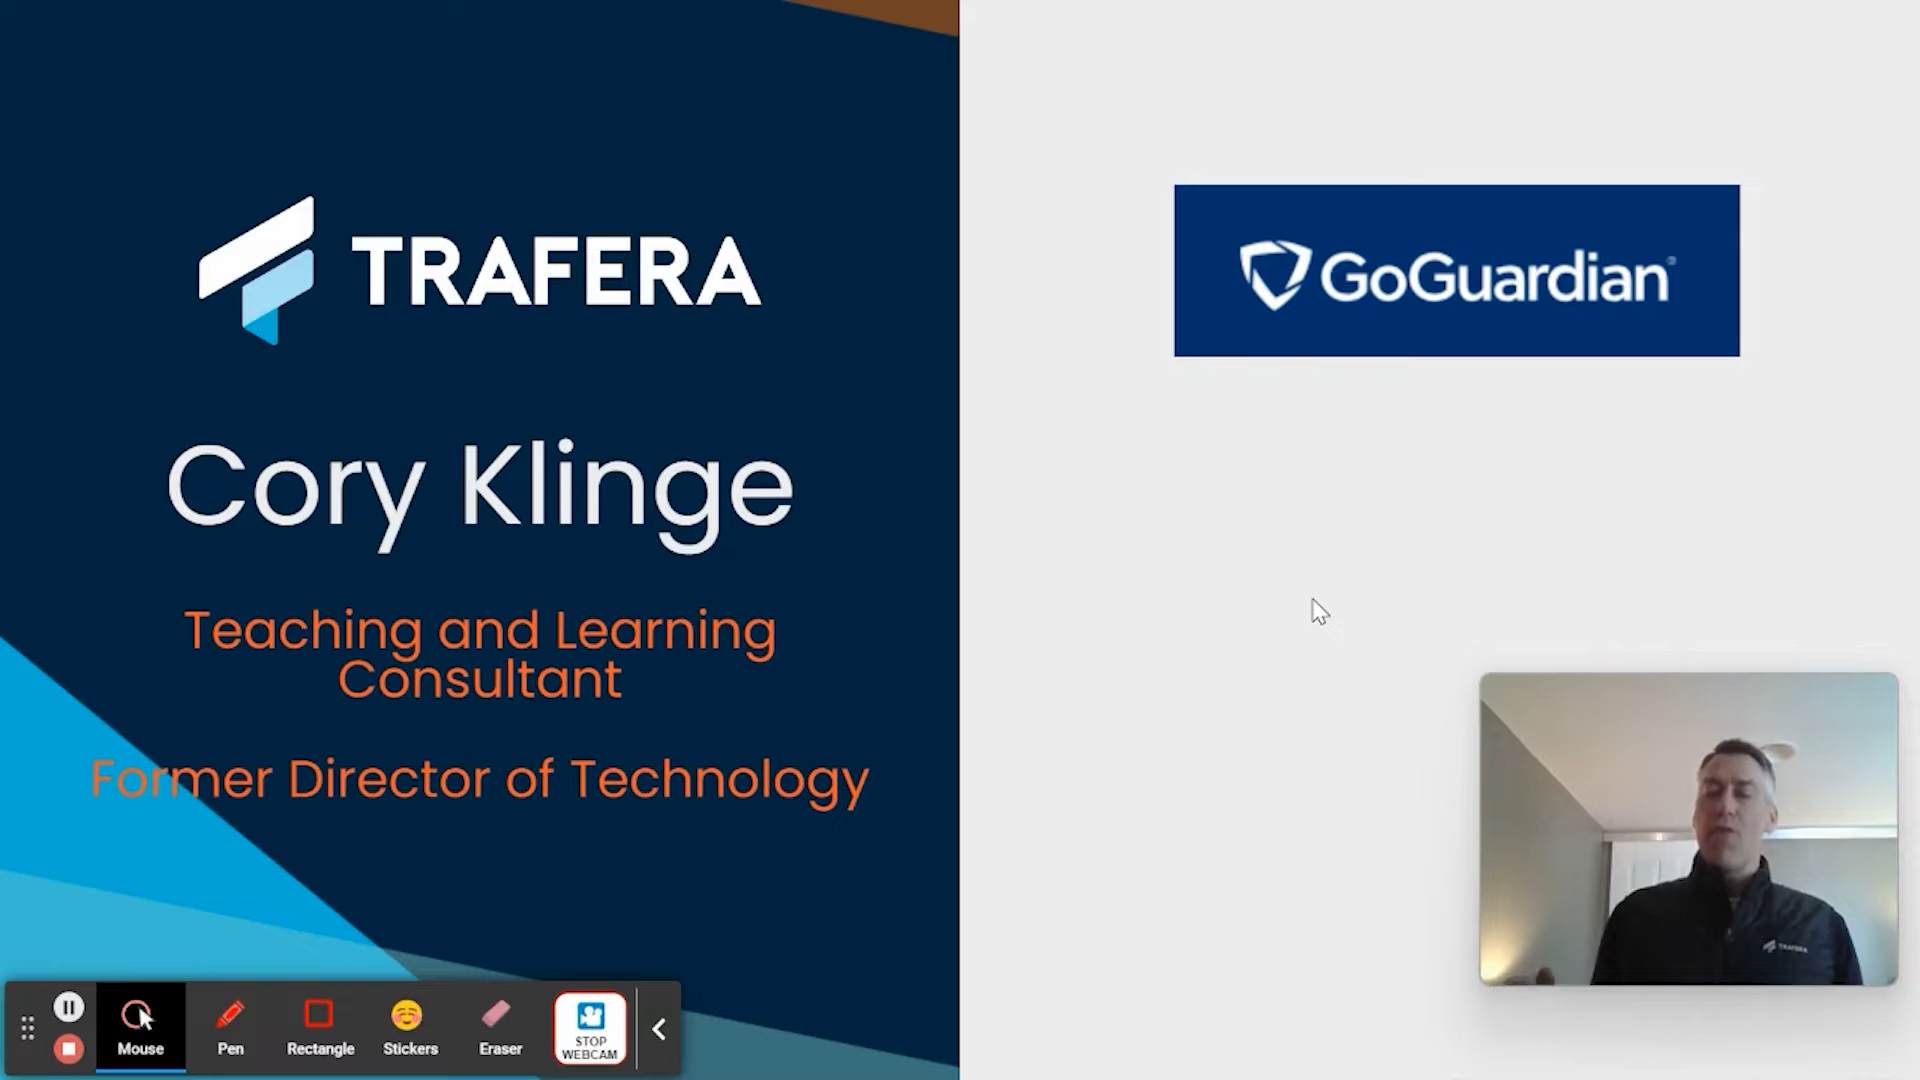 TRAFERA
Cory Klinge
Teaching and Learning
Consultant
Former Director of Technology
GoGuardian®
TRAFERA
Mouse
Pen
Rectangle
Stickers
Eraser
STOP
WEBCAM